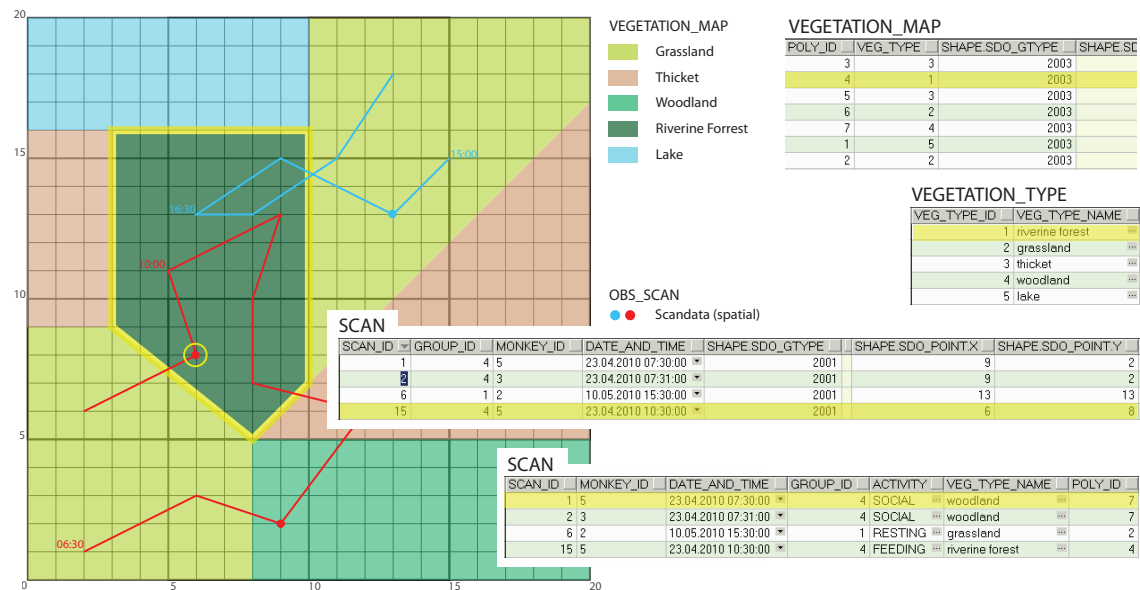 VEGETATION_MAP
Grassland
Thicket
Woodland
Riverine Forrest
Lake
OBS_SCAN
Scandata (spatial)
20
15
10
5
0
5
10
15
20
15:00
16:30
10:00
06:30
VEGETATION_MAP
POLY_ID VEG_TYPE SHAPE.SDO_GTYPE SHAPE.SD
3 3 2003
4 1 2003
5 3 2003
6 2 2003
7 4 2003
1 5 2003
2 2 2003
VEGETATION_TYPE
VEG_TYPE_ID VEG_TYPE_NAME
1 riverine forest ...
2 grassland ...
3 thicket ...
4 woodland ...
5 lake ...
SCAN
SCAN_ID GROUP_ID MONKEY_ID DATE_AND_TIME SHAPE.SDO_GTYPE SHAPE.SDO_POINT.X SHAPE.SDO_POINT.Y
1 4 5 23.04.2010 07:30:00 2001 9 2
2 4 3 23.04.2010 07:31:00 2001 9 2
6 1 2 10.05.2010 15:30:00 2001 13 13
15 4 5 23.04.2010 10:30:00 2001 6 8
SCAN
SCAN_ID MONKEY_ID DATE_AND_TIME GROUP_ID ACTIVITY VEG_TYPE_NAME POLY_ID
1 5 23.04.2010 07:30:00 4 SOCIAL ... woodland ... 7
2 3 23.04.2010 07:31:00 4 SOCIAL ... woodland ... 7
6 2 10.05.2010 15:30:00 1 RESTING ... grassland ... 2
15 5 23.04.2010 10:30:00 4 FEEDING ... riverine forest ... 4